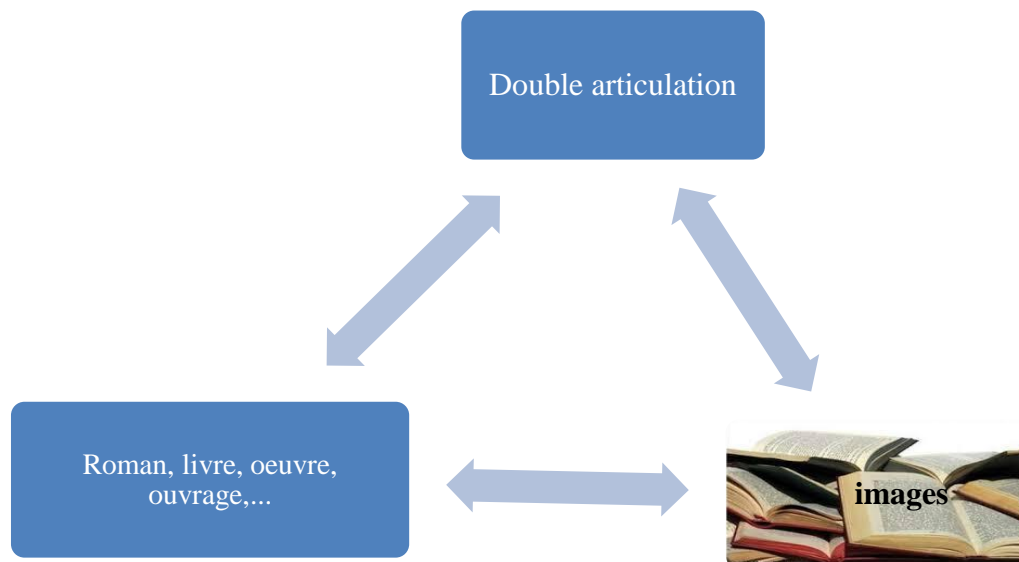 Double articulation
Roman, livre, oeuvre,
ouvrage,...
images